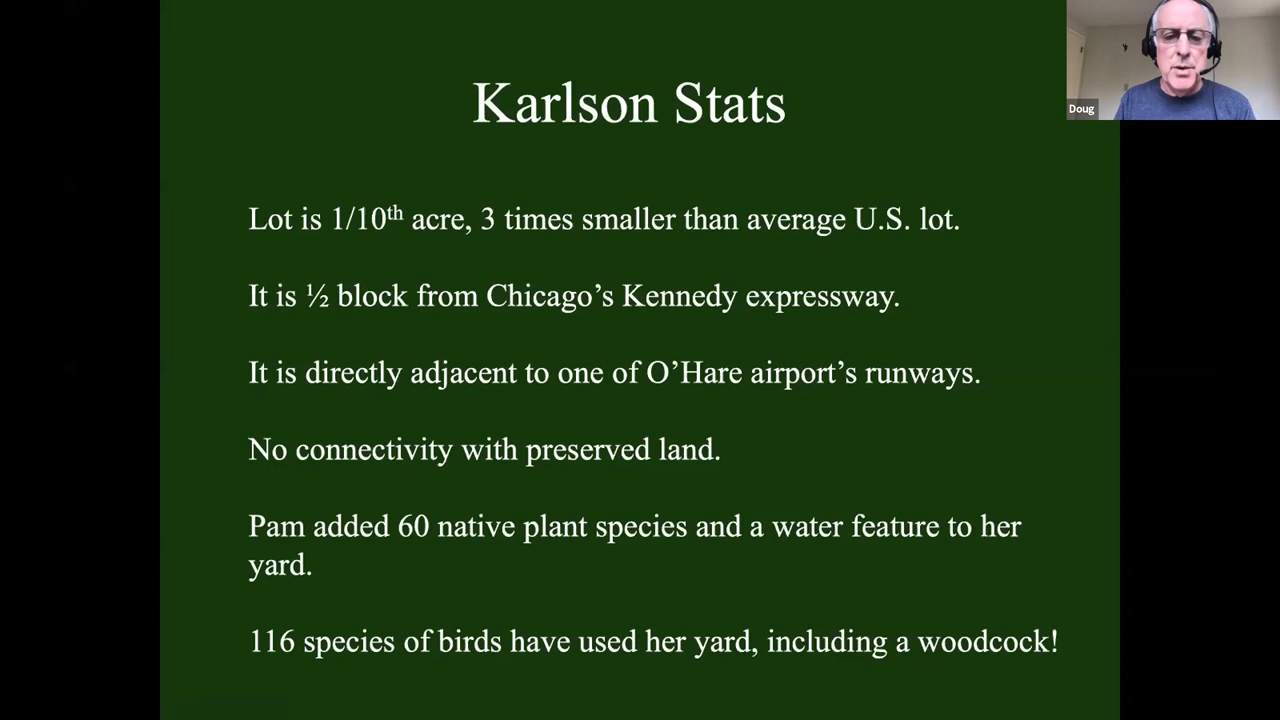 Karlson Stats
Doug
Lot is 1/10th acre, 3 times smaller than average U.S. lot.
It is ½ block from Chicago’s Kennedy expressway.
It is directly adjacent to one of O’Hare airport’s runways.
No connectivity with preserved land.
Pam added 60 native plant species and a water feature to her
yard.
116 species of birds have used her yard, including a woodcock!